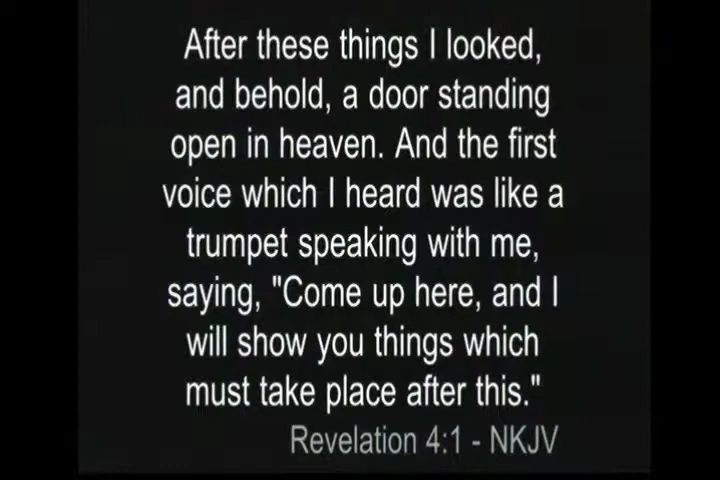 After these things I looked,
and behold, a door standing
open in heaven. And the first
voice which I heard was like a
trumpet speaking with me,
saying, "Come up here, and I
will show you things which
must take place after this."
Revelation 4:1 - NKJV